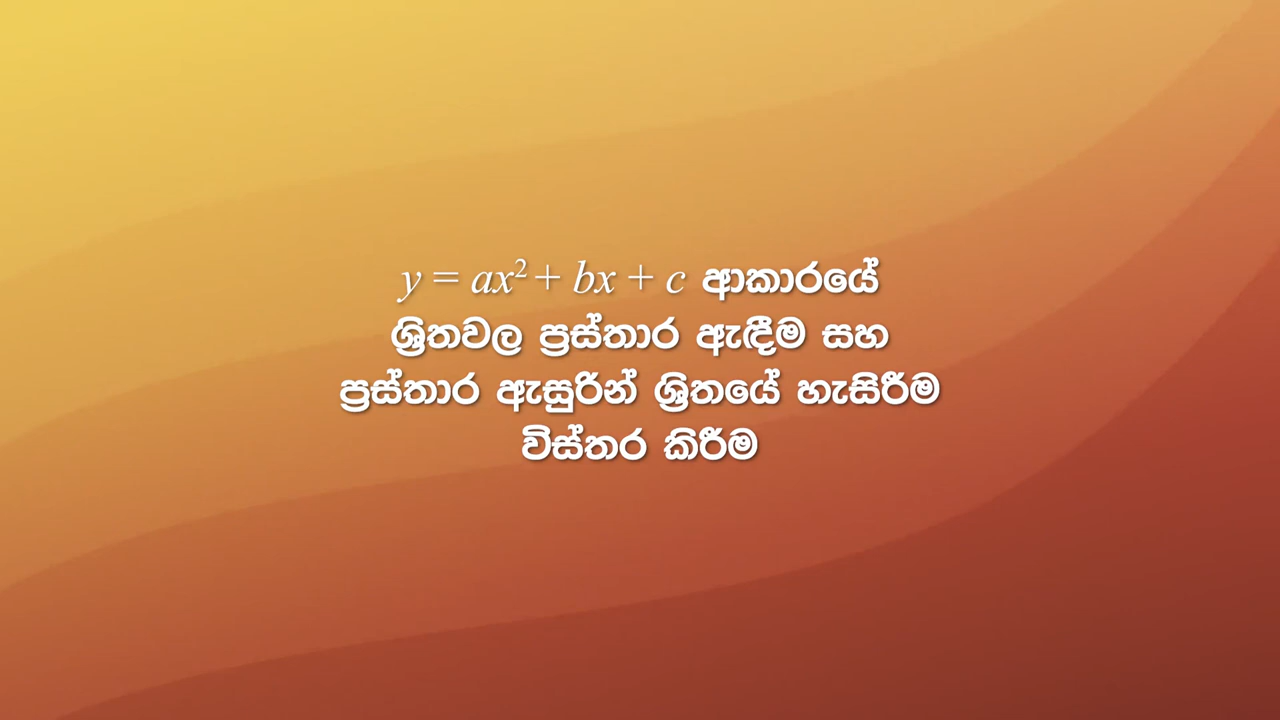 y = ax² + bx + c ආකාරයේ
ශ්‍රිතවල ප්‍රස්තාර ඇඳීම සහ
ප්‍රස්තාර ඇසුරින් ශ්‍රිතයේ හැසිරීම
විස්තර කිරීම